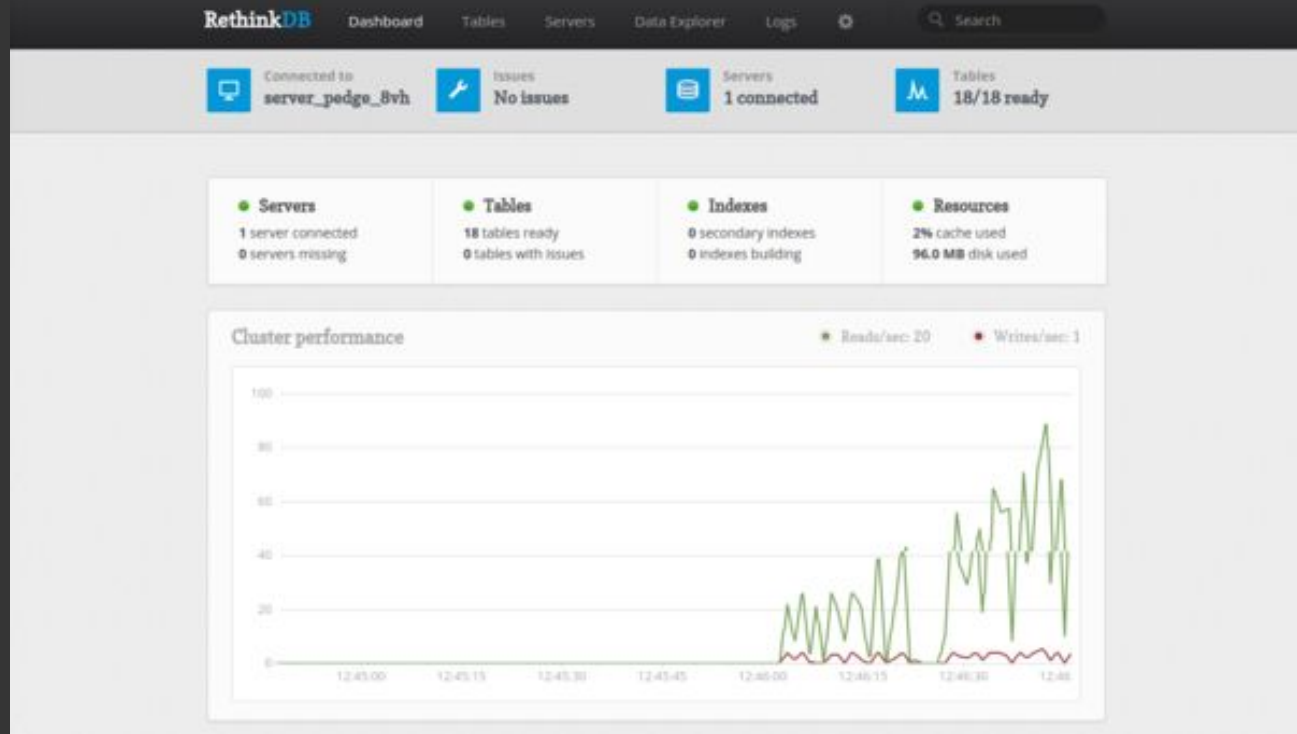 RethinkDB Dashboard Tables Servers Data Explorer Logs Search
Connected to
server_pedge_8vh
Issues
No issues
Servers
1 connected
Tables
18/18 ready
Servers
1 server connected
0 servers missing
Tables
18 tables ready
0 tables with issues
Indexes
0 secondary indexes
0 indexes building
Resources
2% cache used
96.0 MB disk used
Cluster performance
Reads/sec: 20 Writes/sec: 1
100
80
60
40
20
0
12:45:00 12:45:15 12:45:30 12:45:45 12:46:00 12:46:15 12:46:30 12:46